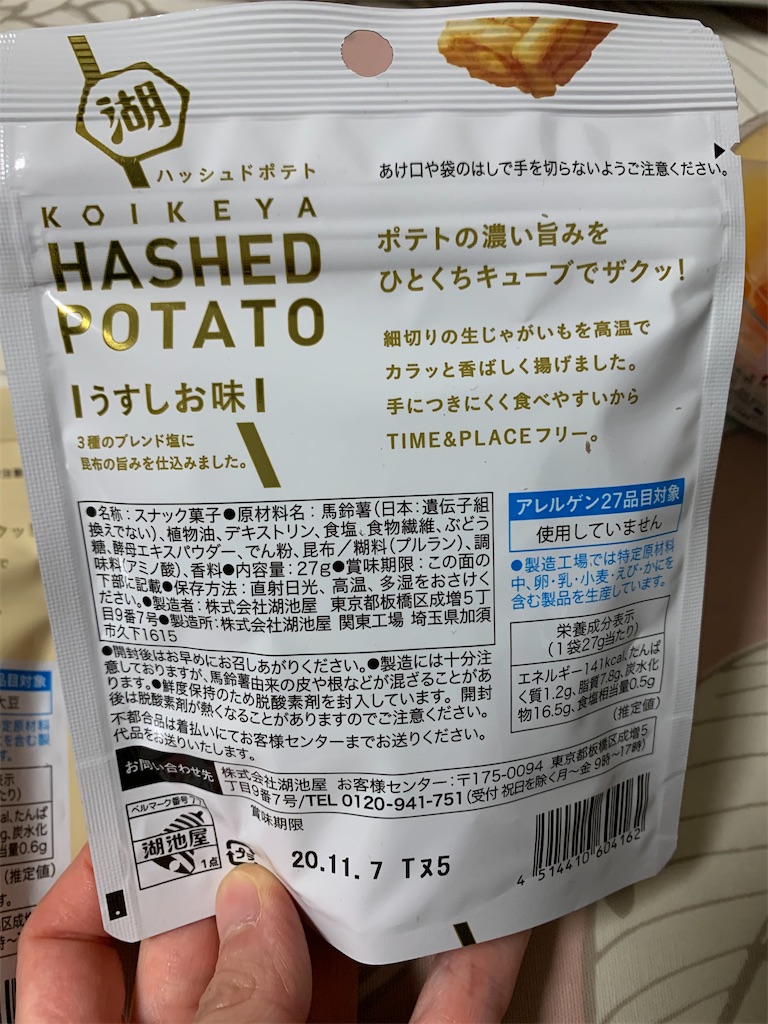 湖
ハッシュドポテト
KOIKEYA
HASHED
POTATO
うすしお味
3種のブレンド塩に
昆布の旨みを仕込みました。
あけ口や袋のはしで手を切らないようご注意ください。
ポテトの濃い旨みを
ひとくちキューブでザクッ!
細切りの生じゃがいもを高温で
カラッと香ばしく揚げました。
手につきにくく食べやすいから
TIME&PLACEフリー。
●名称:スナック菓子●原材料名:馬鈴薯(日本:遺伝子組
換えでない)、植物油、デキストリン、食塩、食物繊維、ぶどう
糖、酵母エキスパウダー、でん粉、昆布/糊料(プルラン)、調
味料(アミノ酸)、香料●内容量:27g●賞味期限:この面の
下部に記載●保存方法:直射日光、高温、多湿をおさけく
ださい。●製造者:株式会社湖池屋 東京都板橋区成増5丁
目9番7号●製造所:株式会社湖池屋 関東工場 埼玉県加須
市久下1615
●開封後はお早めにお召しあがりください。●製造には十分注
意しておりますが、馬鈴薯由来の皮や根などが混ざることがあ
ります。●鮮度保持のため脱酸素剤を封入しています。開封
後は脱酸素剤が熱くなることがありますのでご注意ください。
不都合品は着払いにてお客様センターまでお送りください。
代品をお送りいたします。
アレルゲン27品目対象
使用していません
●製造工場では特定原材料
中、卵・乳・小麦・えび・かにを
含む製品を生産しています。
栄養成分表示
(1袋27g当たり)
エネルギー141kcal、たんぱ
く質1.2g、脂質7.8g、炭水化
物16.5g、食塩相当量0.5g
(推定値)
お問い合わせ先
株式会社湖池屋 お客様センター:〒175-0094 東京都板橋区成増5
丁目9番7号/TEL 0120-941-751(受付 祝日を除く月~金 9時~17時)
ベルマーク番号
湖池屋
1点
賞味期限
20.11.7 Tヌ5
4 514410 604162
品目対象
大豆
(推定値)